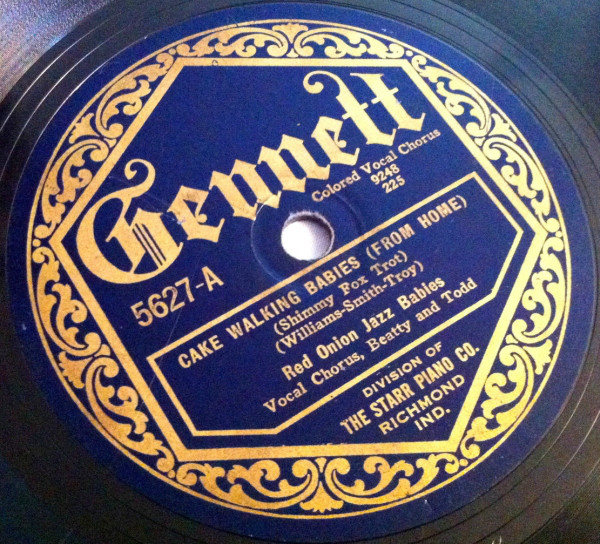 Gennett
Colored Vocal Chorus
9248
225
5627-A
CAKE WALKING BABIES (FROM HOME)
(Shimmy Fox Trot)
(Williams-Smith-Troy)
Red Onion Jazz Babies
Vocal Chorus, Beatty and Todd
DIVISION OF
THE STARR PIANO CO.
RICHMOND
IND.